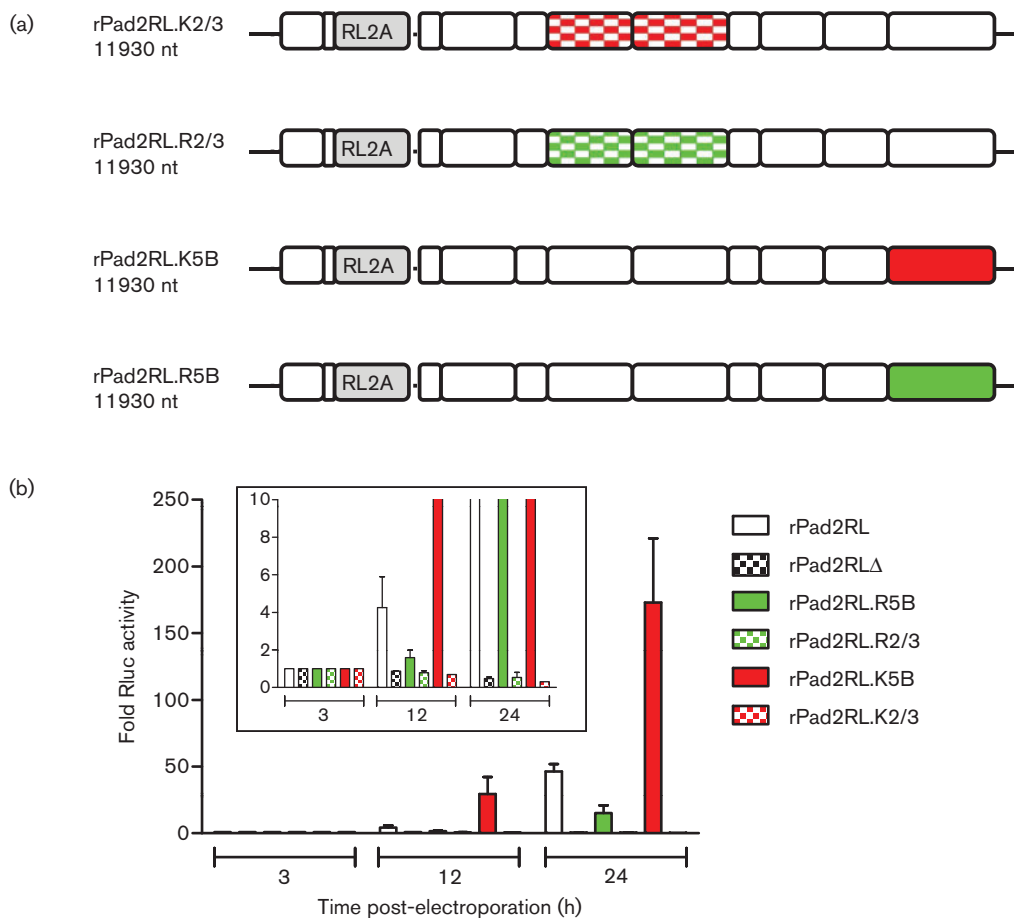 (a)
rPad2RL.K2/3
11930 nt
RL2A
rPad2RL.R2/3
11930 nt
RL2A
rPad2RL.K5B
11930 nt
RL2A
rPad2RL.R5B
11930 nt
RL2A
(b)
Fold Rluc activity
250
200
150
100
50
0
10
8
6
4
2
0
3
12
24
3
12
24
Time post-electroporation (h)
rPad2RL
rPad2RLΔ
rPad2RL.R5B
rPad2RL.R2/3
rPad2RL.K5B
rPad2RL.K2/3